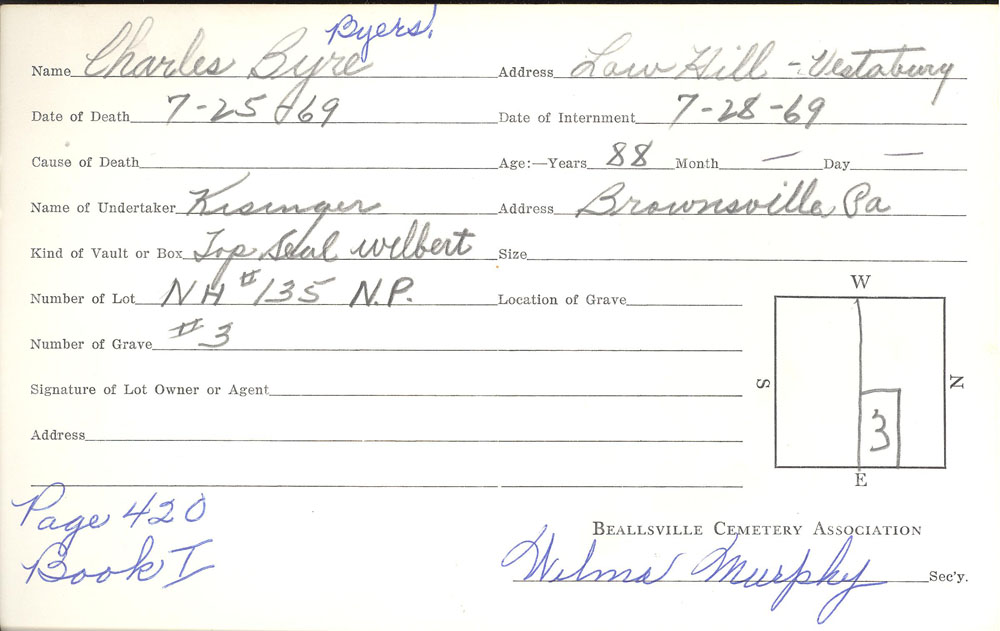 Byers.
Name Charles Byre Address Low Hill - Vestabury
Date of Death 7-25-69 Date of Internment 7-28-69
Cause of Death Age:—Years 88 Month — Day —
Name of Undertaker Kisinger Address Brownsville Pa
Kind of Vault or Box Top Seal Wilbert Size
Number of Lot NH #135 N.P. Location of Grave
Number of Grave #3
Signature of Lot Owner or Agent
Address
W
S N
3
E
Page 420
Book I
Beallsville Cemetery Association
Wilma Murphy Sec'y.